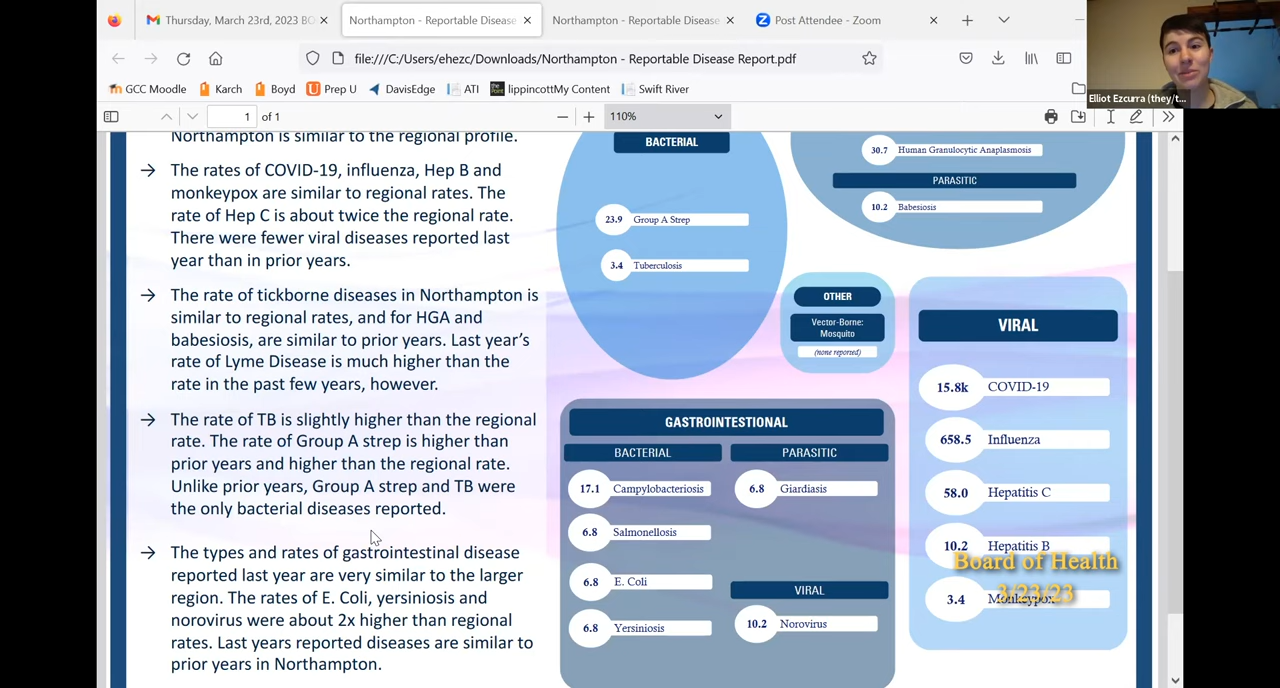 Thursday, March 23rd, 2023 BO
Northampton - Reportable Disease
Northampton - Reportable Disease
Post Attendee - Zoom
file:///C:/Users/ehezc/Downloads/Northampton - Reportable Disease Report.pdf
GCC Moodle
Karch
Boyd
Prep U
DavisEdge
ATI
lippincottMy Content
Swift River
Elliot Ezcurra (they/t...
1 of 1
110%
Northampton is similar to the regional profile.
→ The rates of COVID-19, influenza, Hep B and
monkeypox are similar to regional rates. The
rate of Hep C is about twice the regional rate.
There were fewer viral diseases reported last
year than in prior years.
→ The rate of tickborne diseases in Northampton is
similar to regional rates, and for HGA and
babesiosis, are similar to prior years. Last year's
rate of Lyme Disease is much higher than the
rate in the past few years, however.
→ The rate of TB is slightly higher than the regional
rate. The rate of Group A strep is higher than
prior years and higher than the regional rate.
Unlike prior years, Group A strep and TB were
the only bacterial diseases reported.
→ The types and rates of gastrointestinal disease
reported last year are very similar to the larger
region. The rates of E. Coli, yersiniosis and
norovirus were about 2x higher than regional
rates. Last years reported diseases are similar to
prior years in Northampton.
BACTERIAL
23.9 Group A Strep
3.4 Tuberculosis
30.7 Human Granulocytic Anaplasmosis
PARASITIC
10.2 Babesiosis
OTHER
Vector-Borne:
Mosquito
(none reported)
VIRAL
15.8k COVID-19
658.5 Influenza
58.0 Hepatitis C
10.2 Hepatitis B
3.4 Monkeypox
GASTROINTESTIONAL
BACTERIAL
17.1 Campylobacteriosis
6.8 Salmonellosis
6.8 E. Coli
6.8 Yersiniosis
PARASITIC
6.8 Giardiasis
VIRAL
10.2 Norovirus
Board of Health
3/23/23